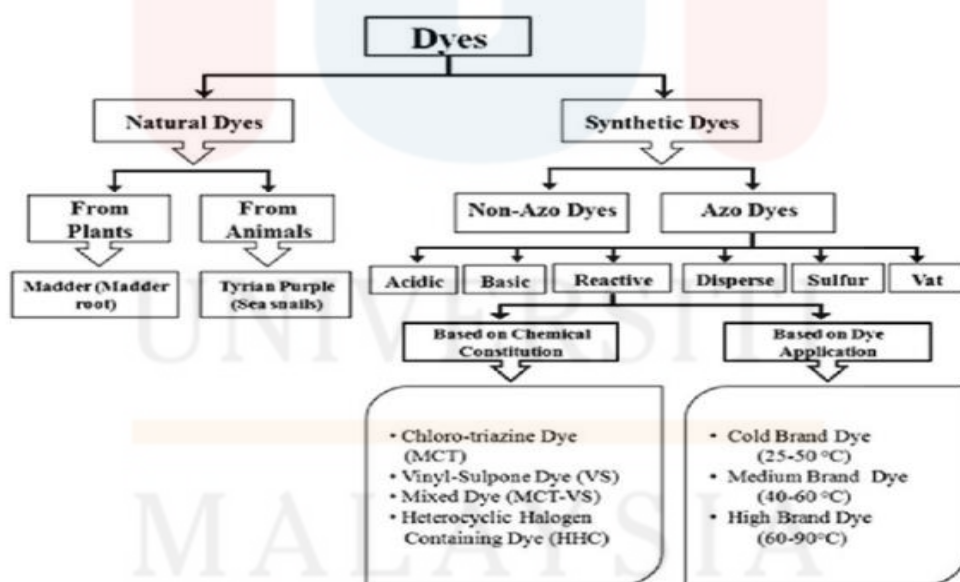 Dyes
Natural Dyes
Synthetic Dyes
From
Plants
From
Animals
Non-Azo Dyes
Azo Dyes
Madder (Madder
root)
Tyrian Purple
(Sea snails)
Acidic
Basic
Reactive
Disperse
Sulfur
Vat
Based on Chemical
Constitution
Based on Dye
Application
• Chloro-triazine Dye
(MCT)
• Vinyl-Sulpone Dye (VS)
• Mixed Dye (MCT-VS)
• Heterocyclic Halogen
Containing Dye (HHC)
• Cold Brand Dye
(25-50 °C)
• Medium Brand Dye
(40-60 °C)
• High Brand Dye
(60-90°C)
UNIVERSIT
MALAYSIA